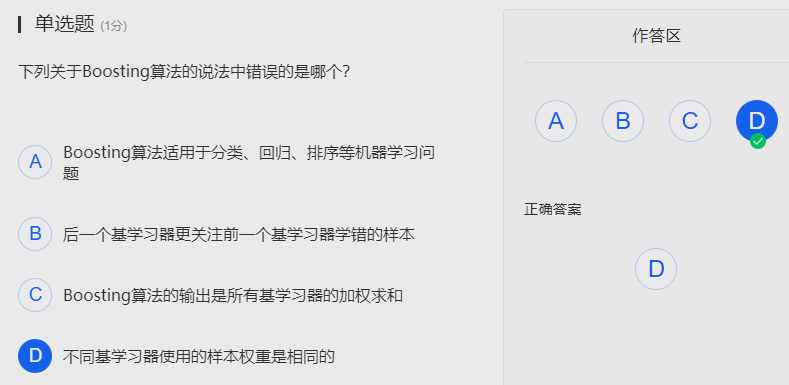 单选题 (1分)
下列关于Boosting算法的说法中错误的是哪个？
A Boosting算法适用于分类、回归、排序等机器学习问
题
B 后一个基学习器更关注前一个基学习器学错的样本
C Boosting算法的输出是所有基学习器的加权求和
D 不同基学习器使用的样本权重是相同的
作答区
A B C D
正确答案
D